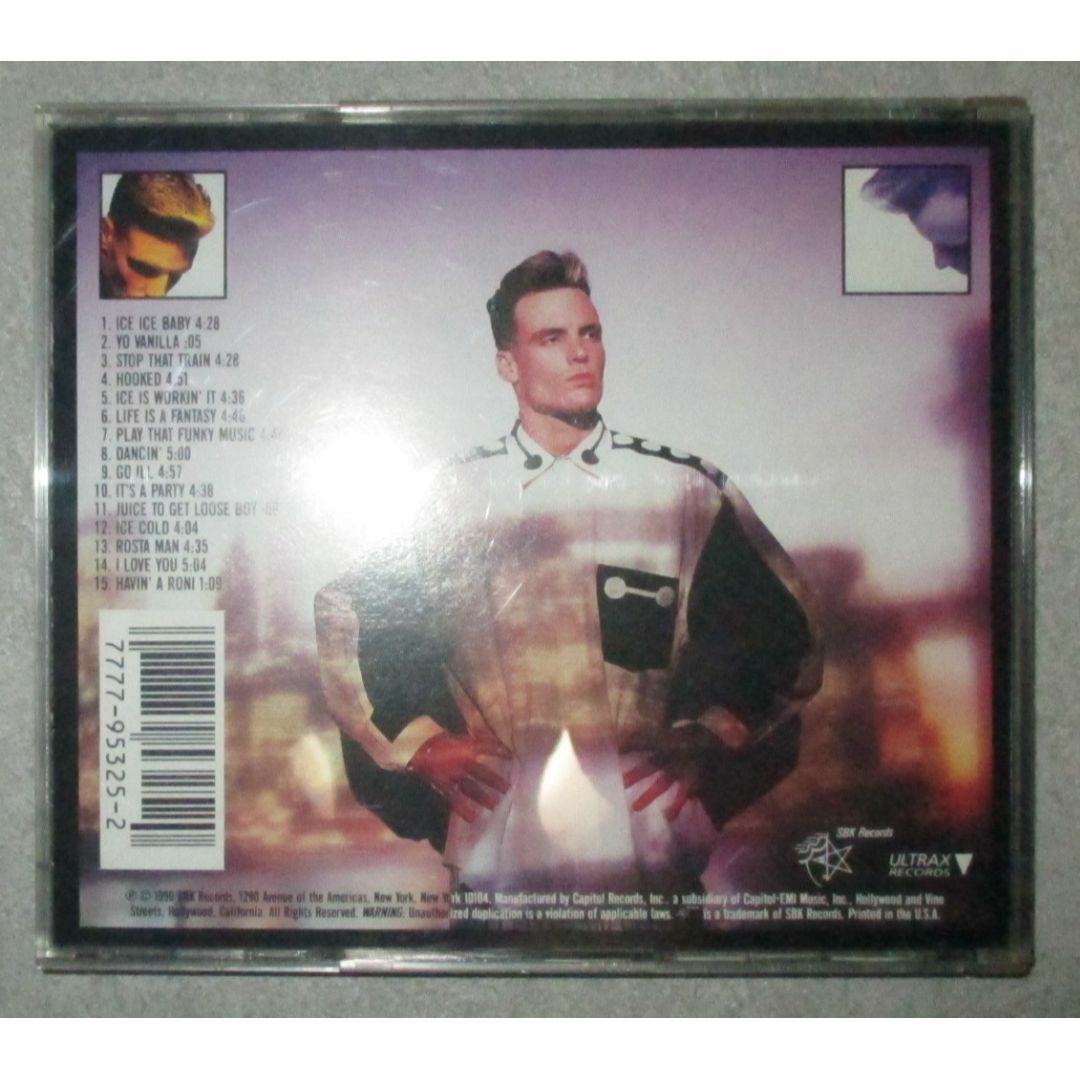 1. ICE ICE BABY 4:28
2. YO VANILLA :05
3. STOP THAT TRAIN 4:28
4. HOOKED 4:51
5. ICE IS WORKIN' IT 4:36
6. LIFE IS A FANTASY 4:46
7. PLAY THAT FUNKY MUSIC
8. DANCIN' 5:00
9. GO ILL 4:57
10. IT'S A PARTY 4:38
11. JUICE TO GET LOOSE BOY
12. ICE COLD 4:04
13. ROSTA MAN 4:35
14. I LOVE YOU 5:04
15. HAVIN' A RONI 1:09
7777-95325-2
SBK Records
ULTRAX
RECORDS
℗ © 1990 SBK Records, 1290 Avenue of the Americas, New York, New York 10104. Manufactured by Capitol Records, Inc., a subsidiary of Capitol-EMI Music, Inc., Hollywood and Vine
Streets, Hollywood, California. All Rights Reserved. WARNING: Unauthorized duplication is a violation of applicable laws. is a trademark of SBK Records. Printed in the U.S.A.